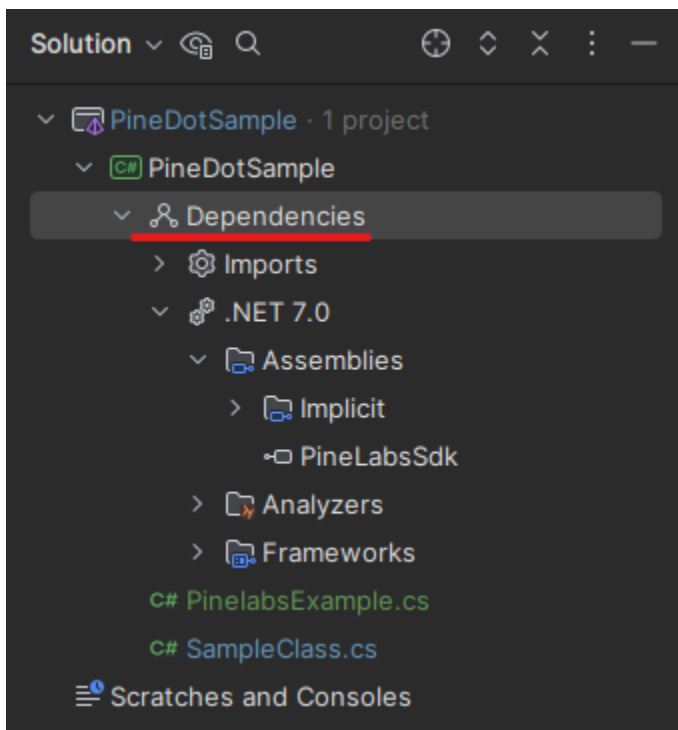 Solution
PineDotSample · 1 project
C# PineDotSample
Dependencies
Imports
.NET 7.0
Assemblies
Implicit
PineLabsSdk
Analyzers
Frameworks
C# PinelabsExample.cs
C# SampleClass.cs
Scratches and Consoles